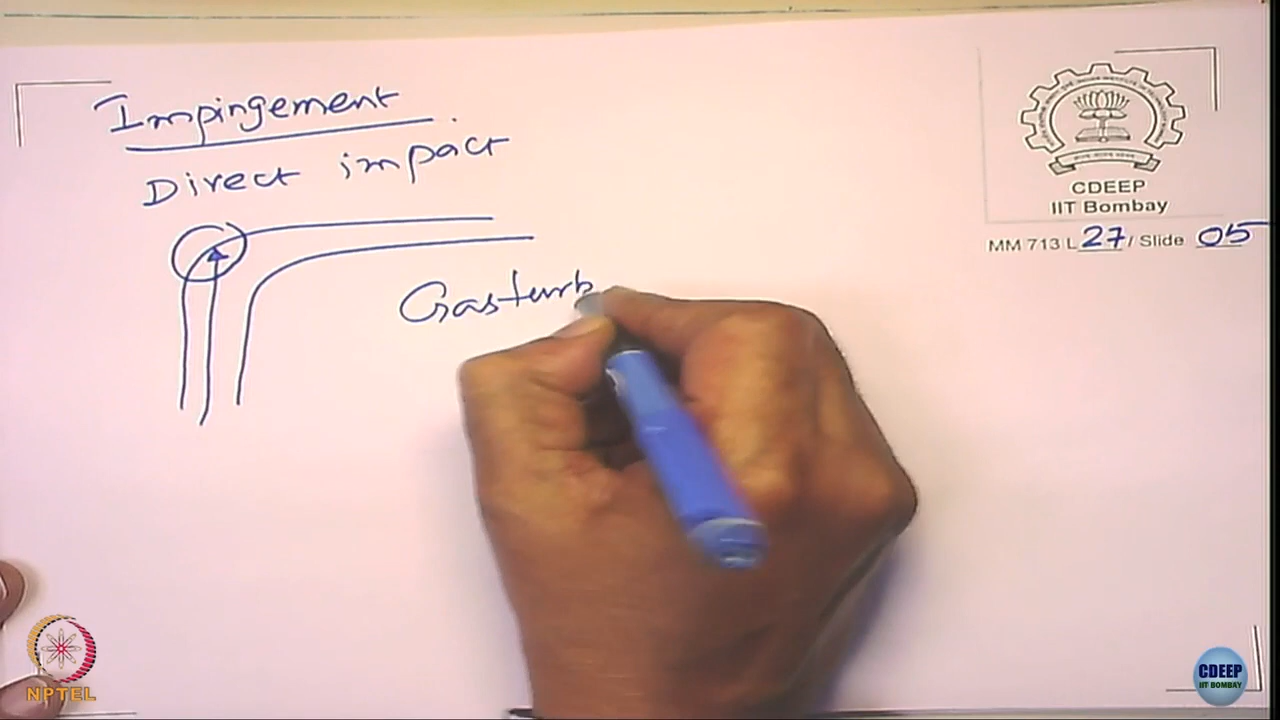 Impingement
Direct impact
Gasturb
CDEEP
IIT Bombay
MM 713 L 27 / Slide 05
NPTEL
CDEEP
IIT BOMBAY